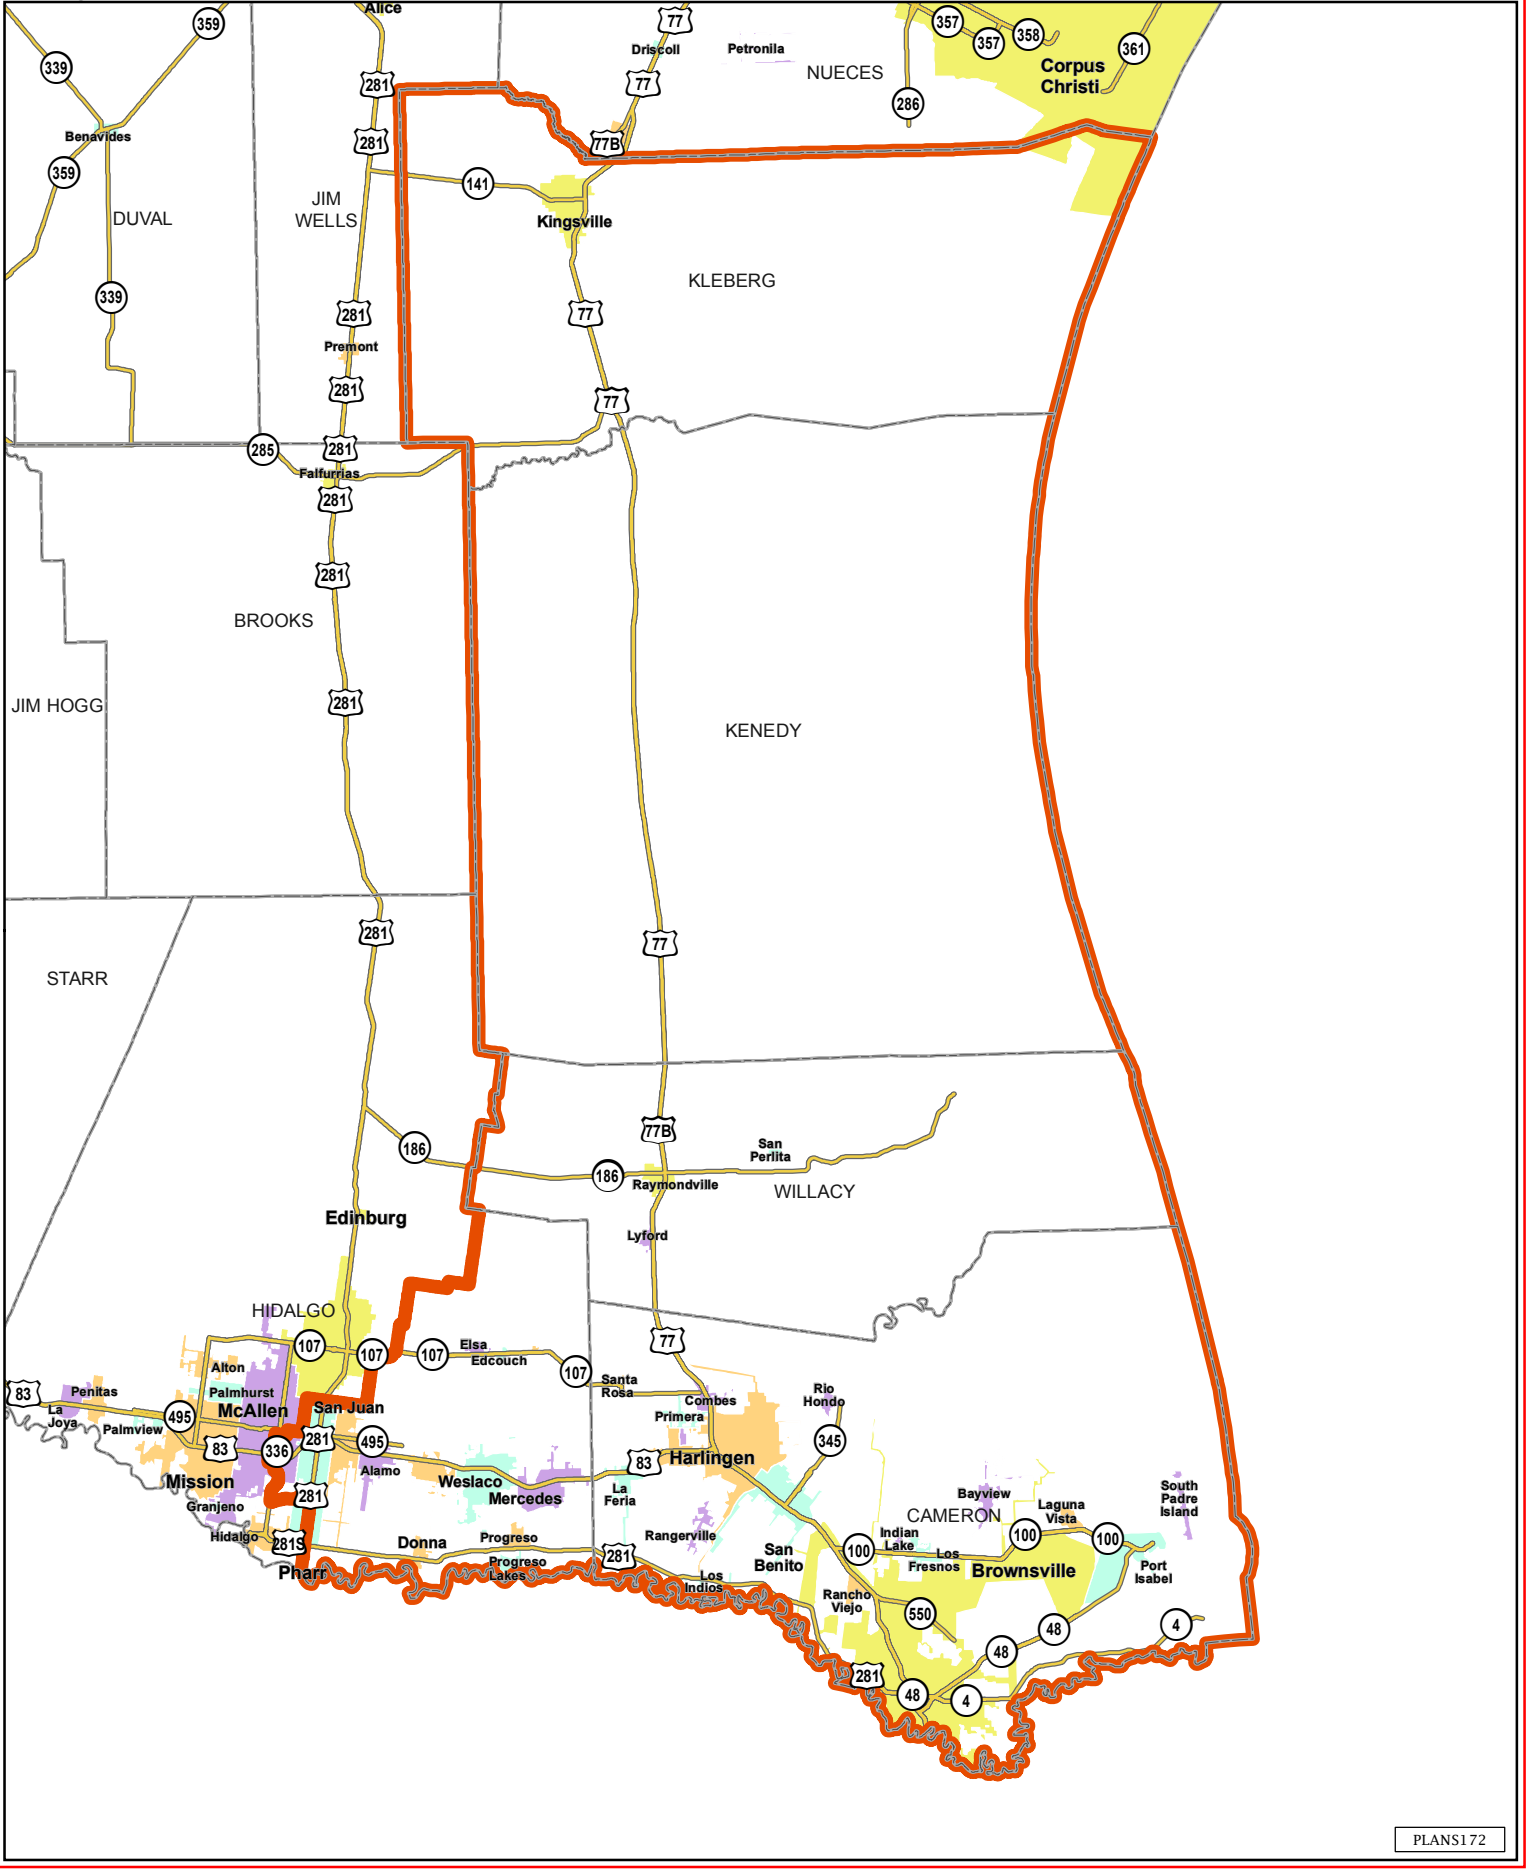 Alice
359
77
357
357
358
361
339
Driscoll
Petronila
NUECES
Corpus
Christi
281
77
286
Benavides
281
77B
359
141
JIM
WELLS
DUVAL
Kingsville
KLEBERG
339
281
77
Premont
281
77
285
281
Falfurrias
281
281
BROOKS
JIM HOGG
281
KENEDY
281
77
STARR
77B
186
San
Perlita
186
Raymondville
WILLACY
Edinburg
Lyford
HIDALGO
107
107
107
Elsa
Edcouch
77
107
Alton
Santa
Rosa
83
Penitas
Palmhurst
La
Joya
McAllen
San Juan
Combes
Primera
Rio
Hondo
495
Palmview
83
336
281
495
345
Alamo
83
Harlingen
Mission
Weslaco
Mercedes
La
Feria
Granjeno
281
Bayview
Laguna
Vista
South
Padre
Island
CAMERON
Hidalgo
281S
Donna
Progreso
Rangerville
Indian
Lake
100
100
100
Progreso
Lakes
281
San
Benito
Los
Fresnos
Brownsville
Port
Isabel
Pharr
Los
Indios
Rancho
Viejo
550
48
4
48
281
48
4
PLANS172